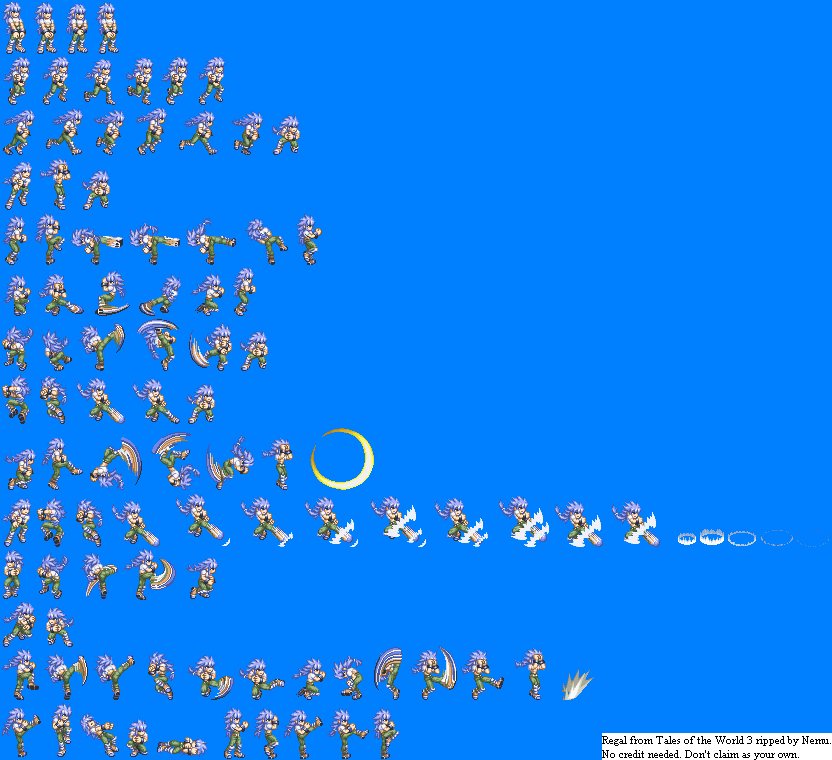 Regal from Tales of the World 3 ripped by Nemu.
No credit needed. Don't claim as your own.